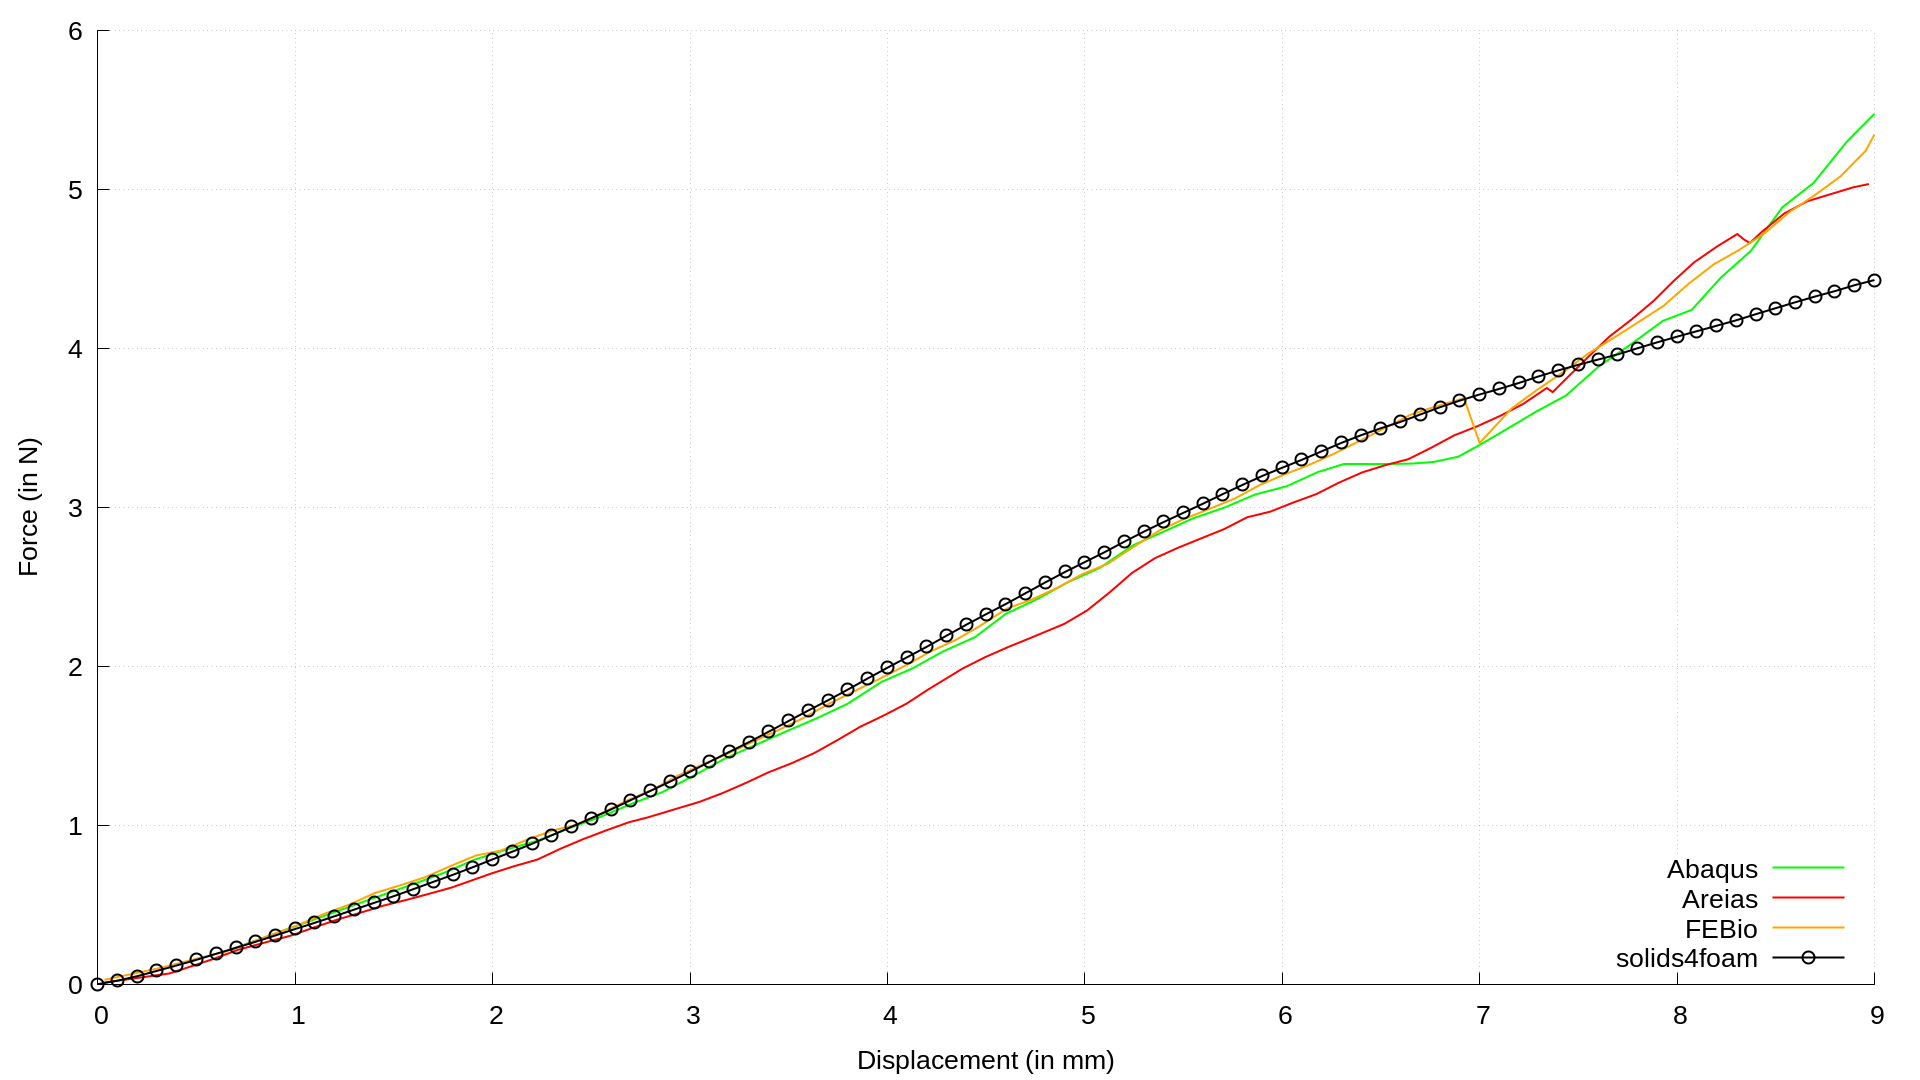 6
5
4
3
2
1
0
Force (in N)
Abaqus
Areias
FEBio
solids4foam
0 1 2 3 4 5 6 7 8 9
Displacement (in mm)